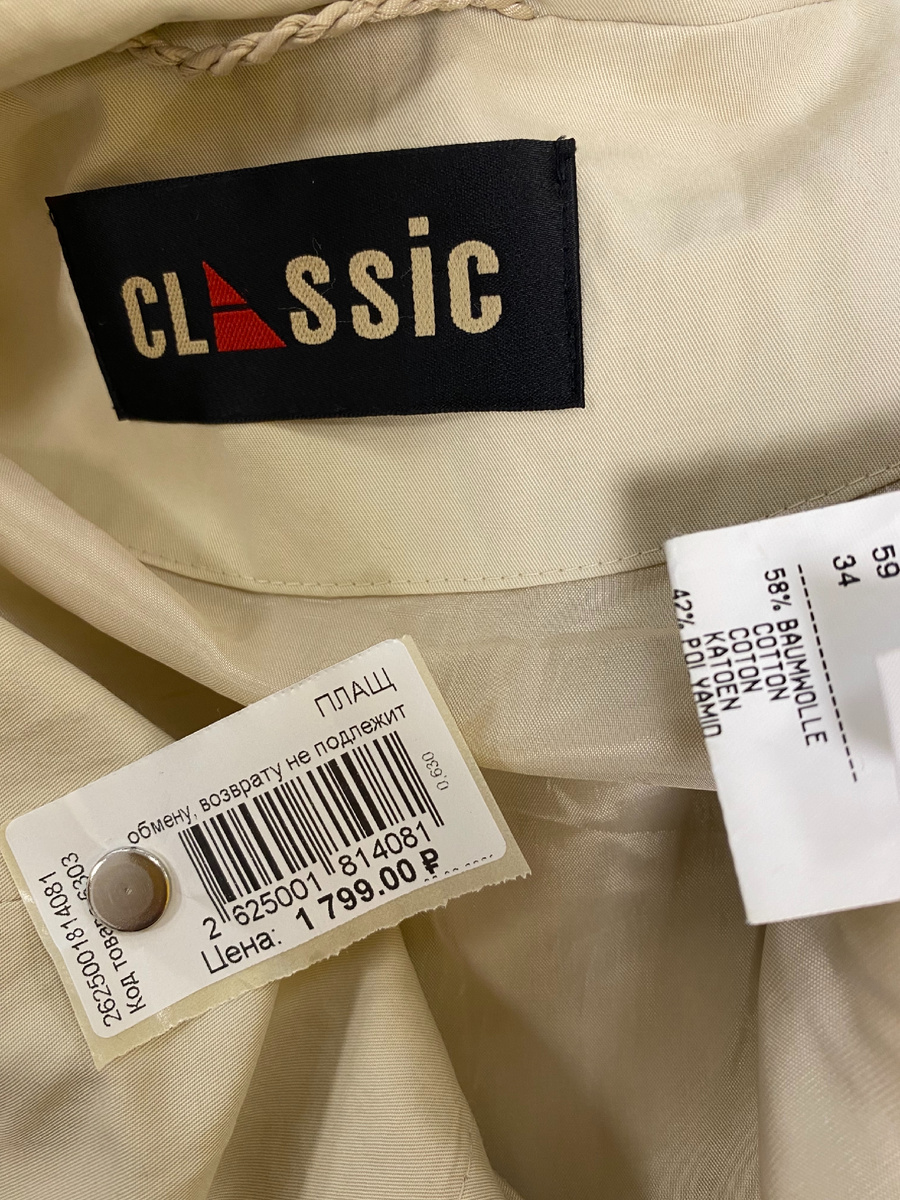 CLASSiC
59
34
58% BAUMWOLLE
COTTON
COTON
KATOEN
42% POLYAMID
ПЛАЩ
обмену, возврату не подлежит
0,630
2 625001 814081
Цена: 1 799.00 ₽
2625001814081
Код товара